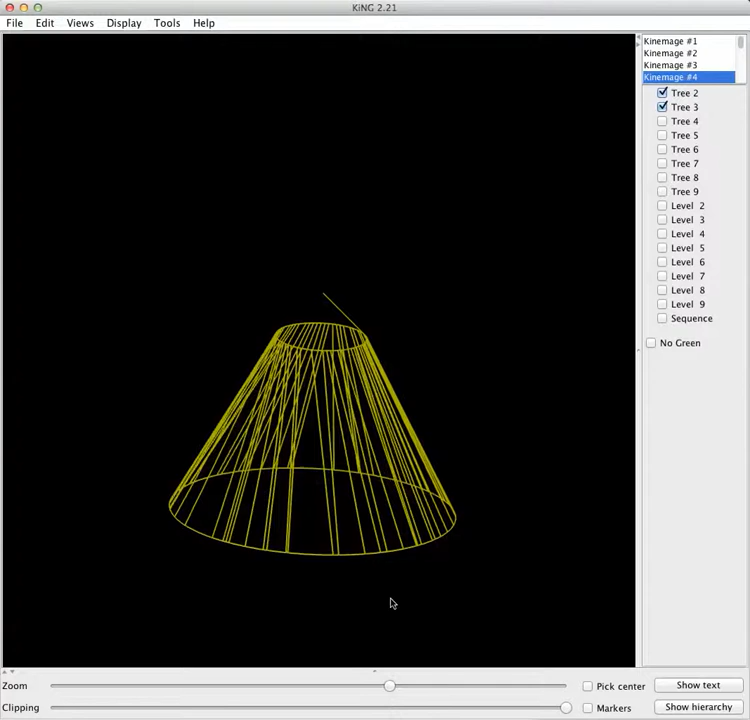 KiNG 2.21
File Edit Views Display Tools Help
Kinemage #1
Kinemage #2
Kinemage #3
Kinemage #4
Tree 2
Tree 3
Tree 4
Tree 5
Tree 6
Tree 7
Tree 8
Tree 9
Level 2
Level 3
Level 4
Level 5
Level 6
Level 7
Level 8
Level 9
Sequence
No Green
Zoom Pick center Show text
Clipping Markers Show hierarchy